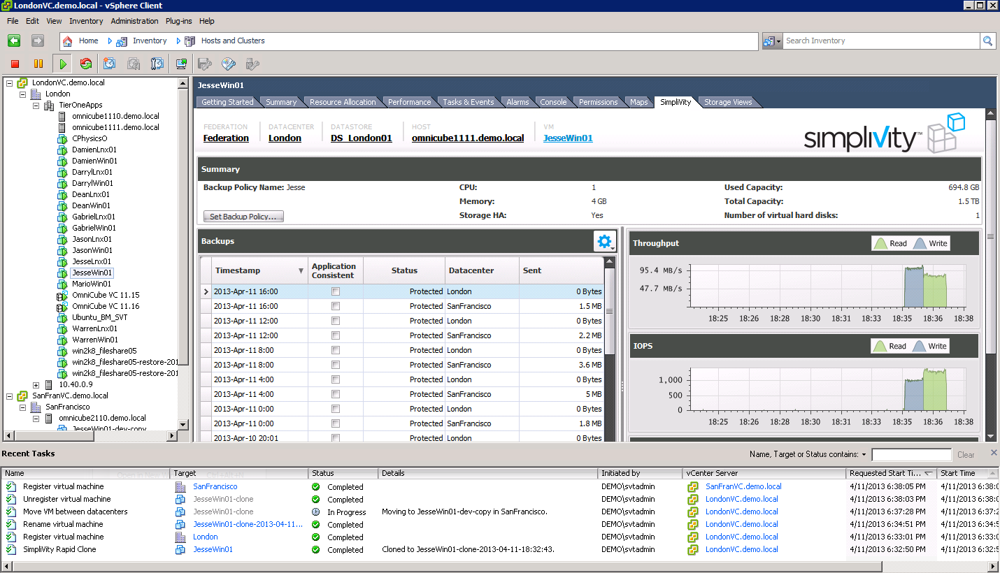 LondonVC.demo.local - vSphere Client
File Edit View Inventory Administration Plug-ins Help
Home Inventory Hosts and Clusters Search Inventory
LondonVC.demo.local
London
TierOneApps
omnicube1110.demo.local
omnicube1111.demo.local
CPhysicsO
DamienLnx01
DamienWin01
DarrylLnx01
DarrylWin01
DeanLnx01
DeanWin01
GabrielLnx01
GabrielWin01
JasonLnx01
JasonWin01
JesseLnx01
JesseWin01
MarioWin01
OmniCube VC 11.15
OmniCube VC 11.16
Ubuntu_BM_SVT
WarrenLnx01
WarrenWin01
win2k8_fileshare05
win2k8_fileshare05-restore-201
win2k8_fileshare05-restore-201
10.40.0.9
SanFranVC.demo.local
SanFrancisco
omnicube2110.demo.local
JesseWin01-dev-copy
JesseWin01
Getting Started Summary Resource Allocation Performance Tasks & Events Alarms Console Permissions Maps SimpliVity Storage Views
FEDERATION DATACENTER DATASTORE HOST VM
Federation London DS_London01 omnicube1111.demo.local JesseWin01
simplivity™
Summary
Backup Policy Name: Jesse CPU: 1 Used Capacity: 694.8 GB
Memory: 4 GB Total Capacity: 1.5 TB
Set Backup Policy... Storage HA: Yes Number of virtual hard disks: 1
Backups
Timestamp Application Consistent Status Datacenter Sent
2013-Apr-11 16:00 Protected London 0 Bytes
2013-Apr-11 16:00 Protected SanFrancisco 1.5 MB
2013-Apr-11 12:00 Protected London 0 Bytes
2013-Apr-11 12:00 Protected SanFrancisco 2.2 MB
2013-Apr-11 8:00 Protected London 0 Bytes
2013-Apr-11 8:00 Protected SanFrancisco 3.6 MB
2013-Apr-11 4:00 Protected London 0 Bytes
2013-Apr-11 4:00 Protected SanFrancisco 5 MB
2013-Apr-11 0:00 Protected London 0 Bytes
2013-Apr-11 0:00 Protected SanFrancisco 1.8 MB
2013-Apr-10 20:01 Protected London 0 Bytes
Throughput Read Write
95.4 MB/s
47.7 MB/s
18:25 18:26 18:28 18:30 18:31 18:33 18:35 18:36 18:38
IOPS Read Write
1,000
500
0
18:25 18:26 18:28 18:30 18:31 18:33 18:35 18:36 18:38
Recent Tasks Name, Target or Status contains: Clear
Name Target Status Details Initiated by vCenter Server Requested Start Ti... Start Time
Register virtual machine SanFrancisco Completed DEMO\svtadmin SanFranVC.demo.local 4/11/2013 6:38:05 PM 4/11/2013 6:38:0
Unregister virtual machine JesseWin01-clone Completed DEMO\svtadmin LondonVC.demo.local 4/11/2013 6:38:03 PM 4/11/2013 6:38:0
Move VM between datacenters JesseWin01-clone In Progress Moving to JesseWin01-dev-copy in SanFrancisco. DEMO\svtadmin LondonVC.demo.local 4/11/2013 6:37:28 PM 4/11/2013 6:37:2
Rename virtual machine JesseWin01-clone-2013-04-11... Completed DEMO\svtadmin LondonVC.demo.local 4/11/2013 6:34:51 PM 4/11/2013 6:34:5
Register virtual machine London Completed DEMO\svtadmin LondonVC.demo.local 4/11/2013 6:33:01 PM 4/11/2013 6:33:0
SimpliVity Rapid Clone JesseWin01 Completed Cloned to JesseWin01-clone-2013-04-11-18:32:43. DEMO\svtadmin LondonVC.demo.local 4/11/2013 6:32:50 PM 4/11/2013 6:32:5